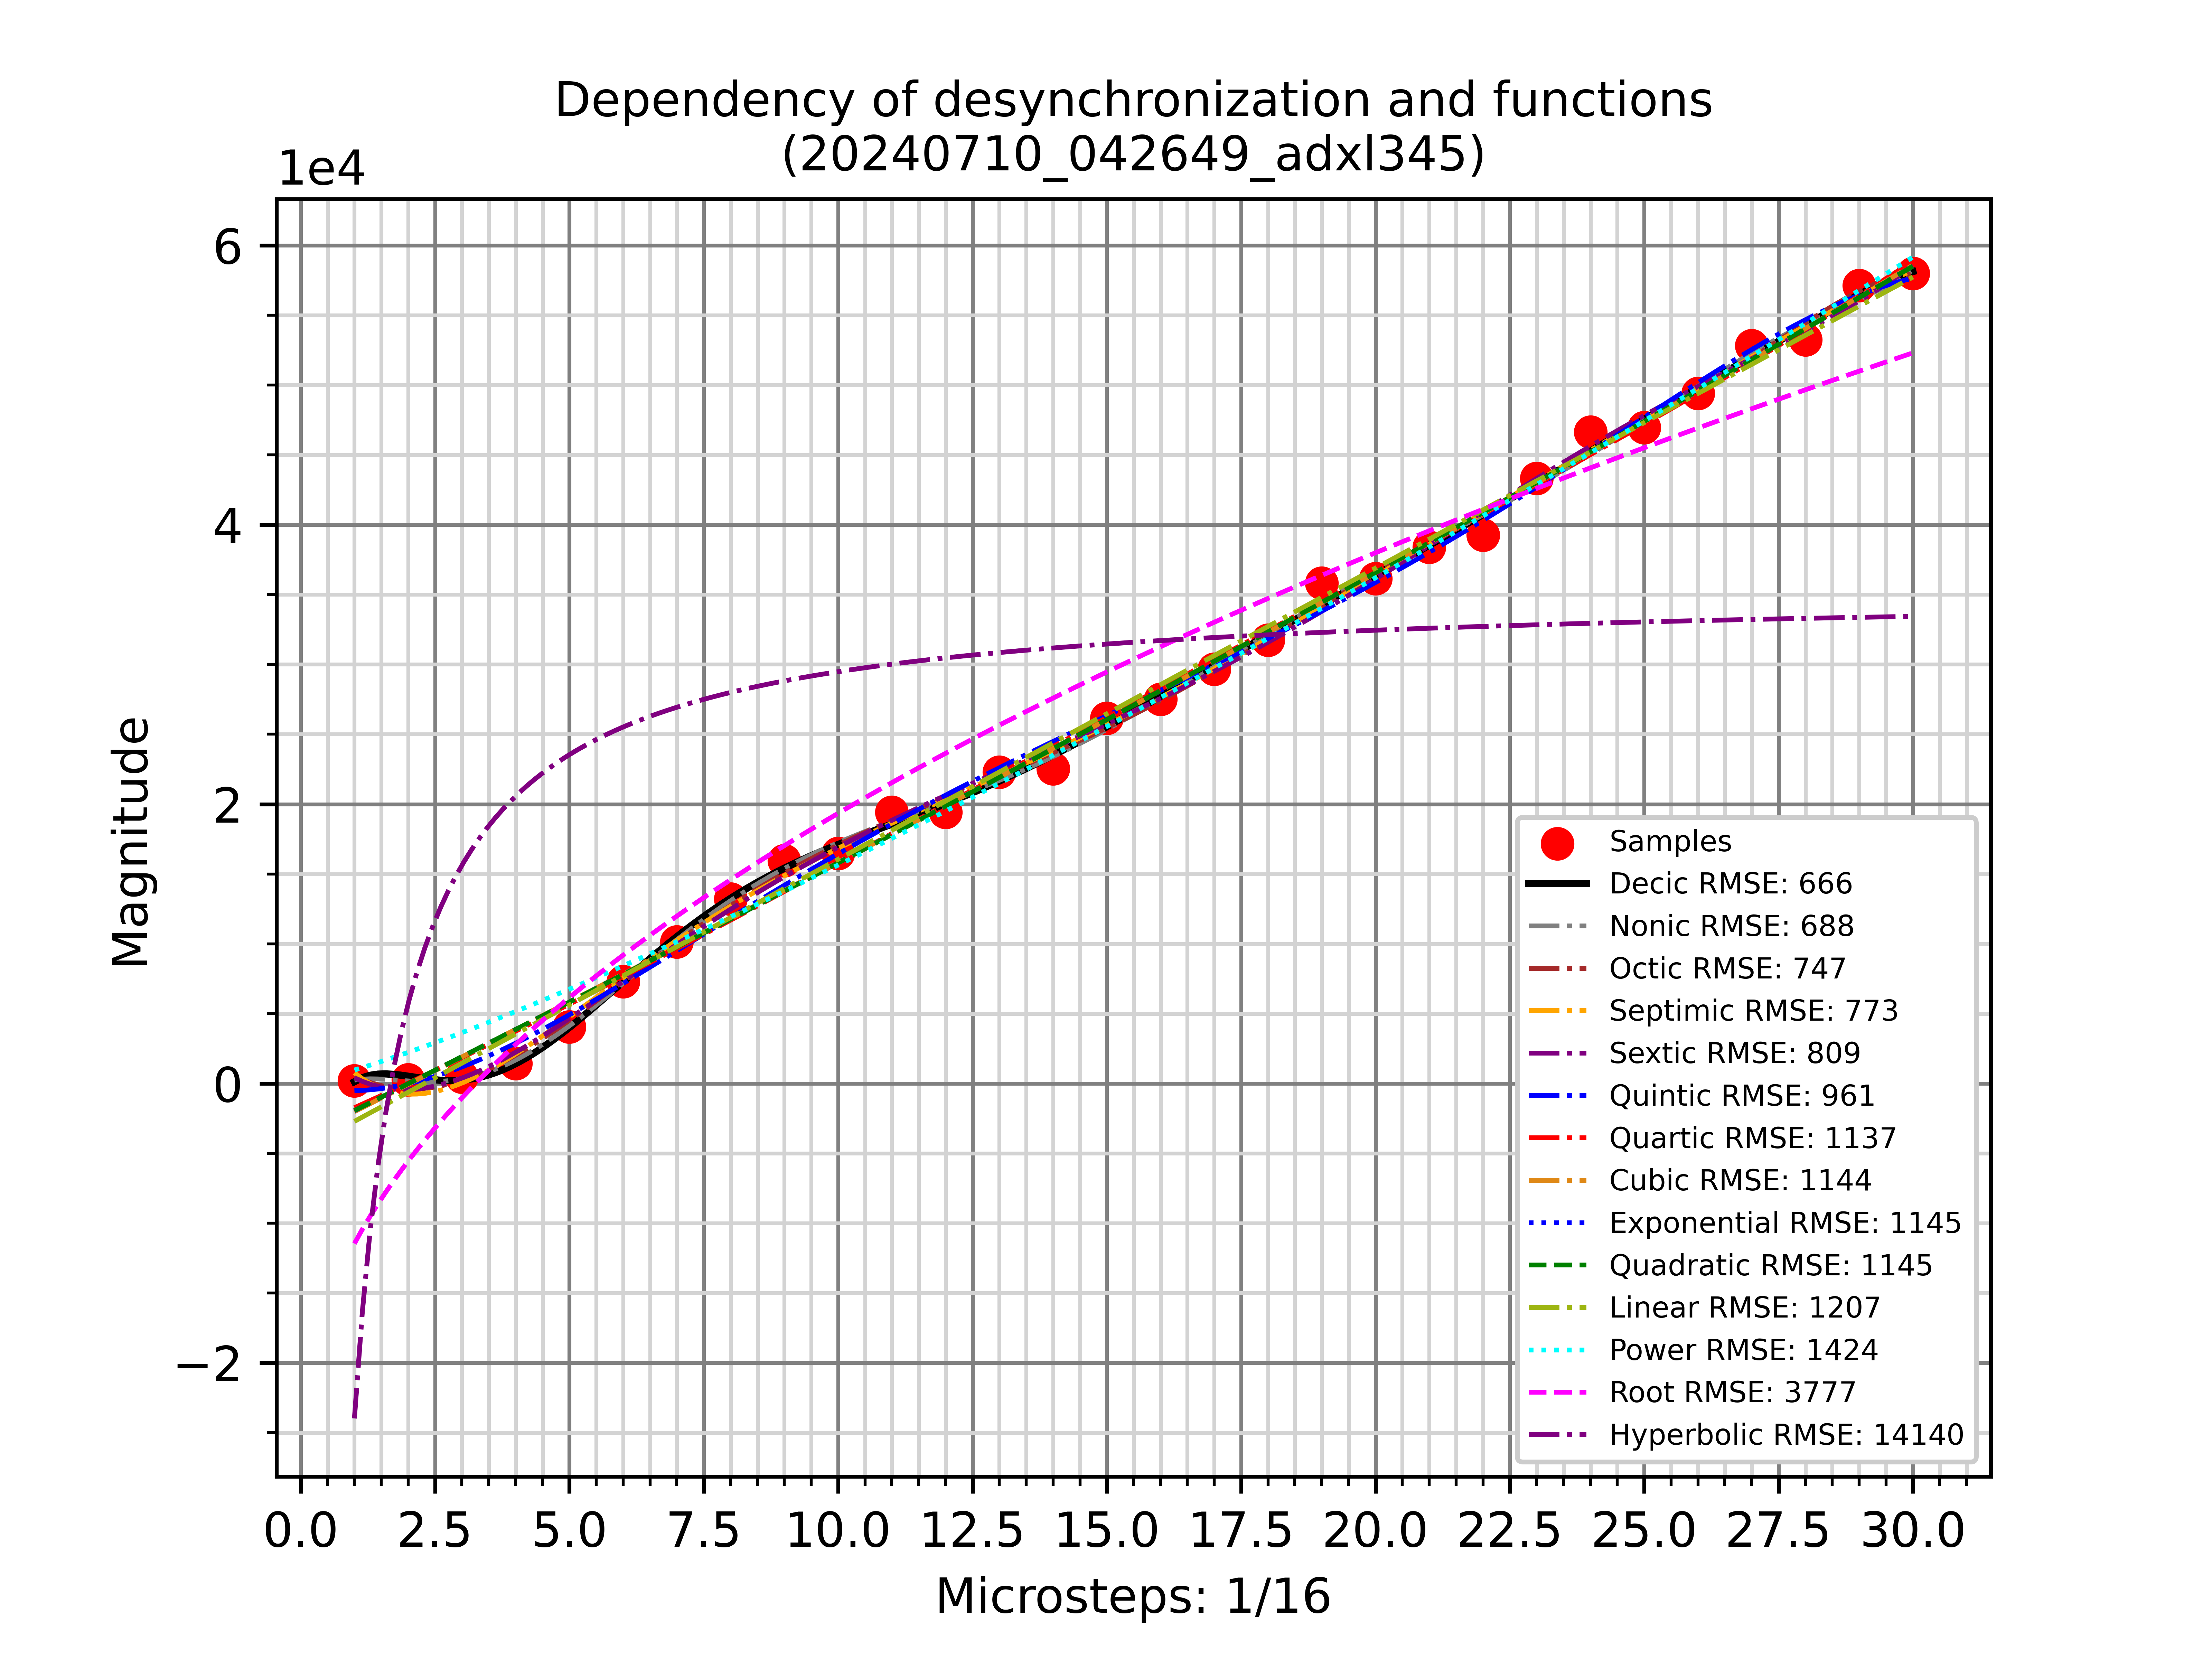 Dependency of desynchronization and functions
(20240710_042649_adxl345)
1e4
6
4
2
0
−2
Magnitude
Samples
Decic RMSE: 666
Nonic RMSE: 688
Octic RMSE: 747
Septimic RMSE: 773
Sextic RMSE: 809
Quintic RMSE: 961
Quartic RMSE: 1137
Cubic RMSE: 1144
Exponential RMSE: 1145
Quadratic RMSE: 1145
Linear RMSE: 1207
Power RMSE: 1424
Root RMSE: 3777
Hyperbolic RMSE: 14140
0.0 2.5 5.0 7.5 10.0 12.5 15.0 17.5 20.0 22.5 25.0 27.5 30.0
Microsteps: 1/16